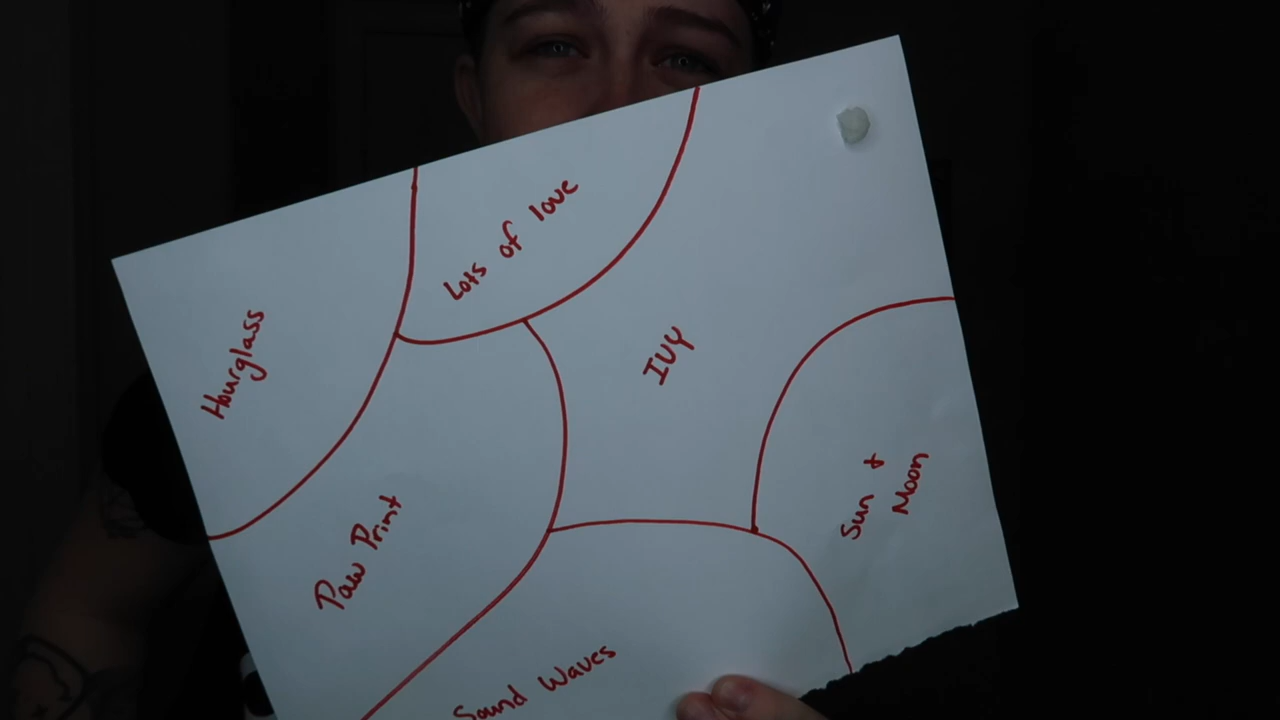 Lots of love
Hourglass
IVY
Paw Print
Sun +
Moon
Sound Waves